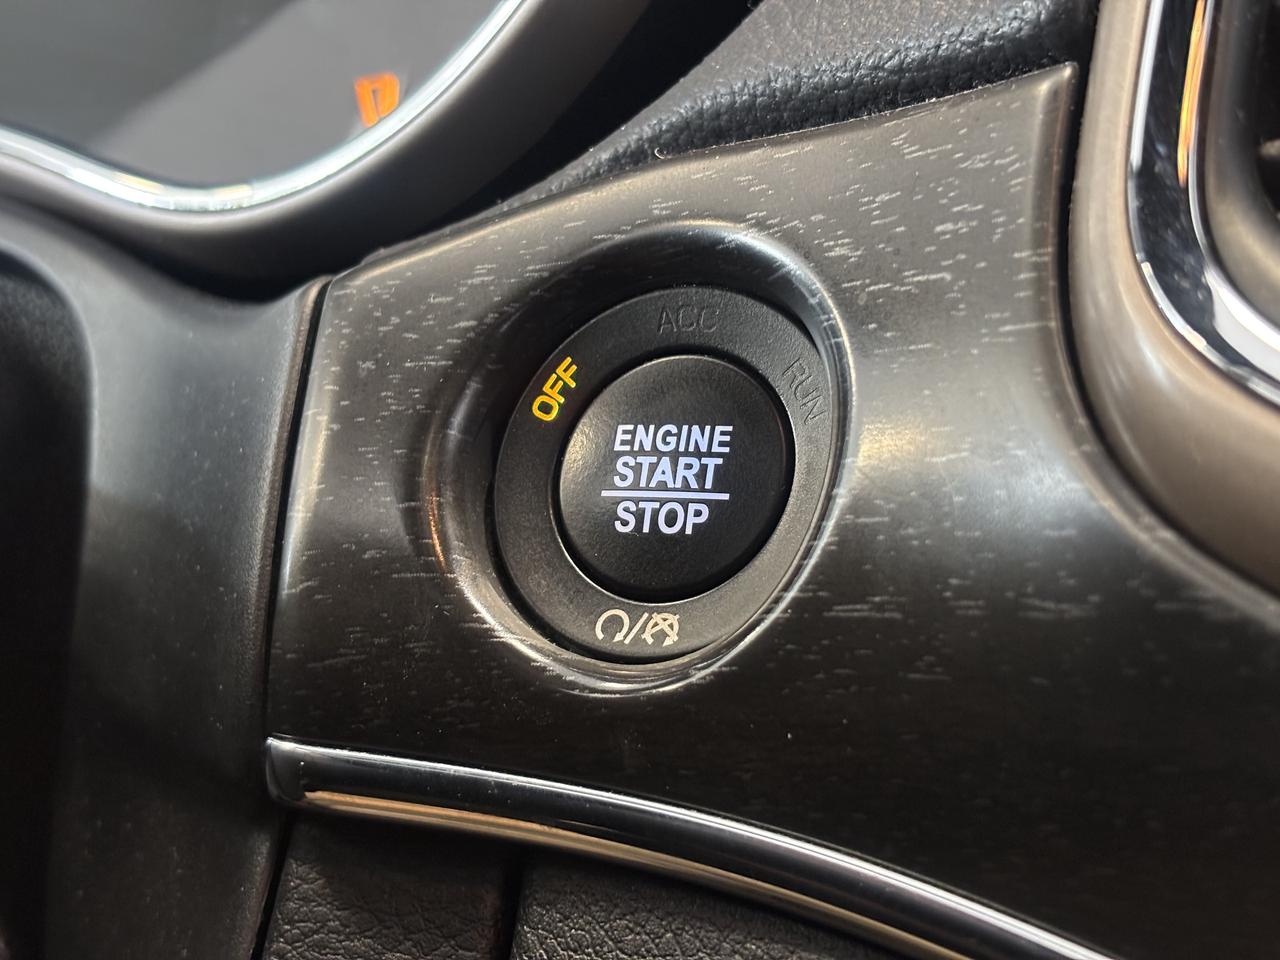 ACC
OFF
RUN
ENGINE
START
STOP